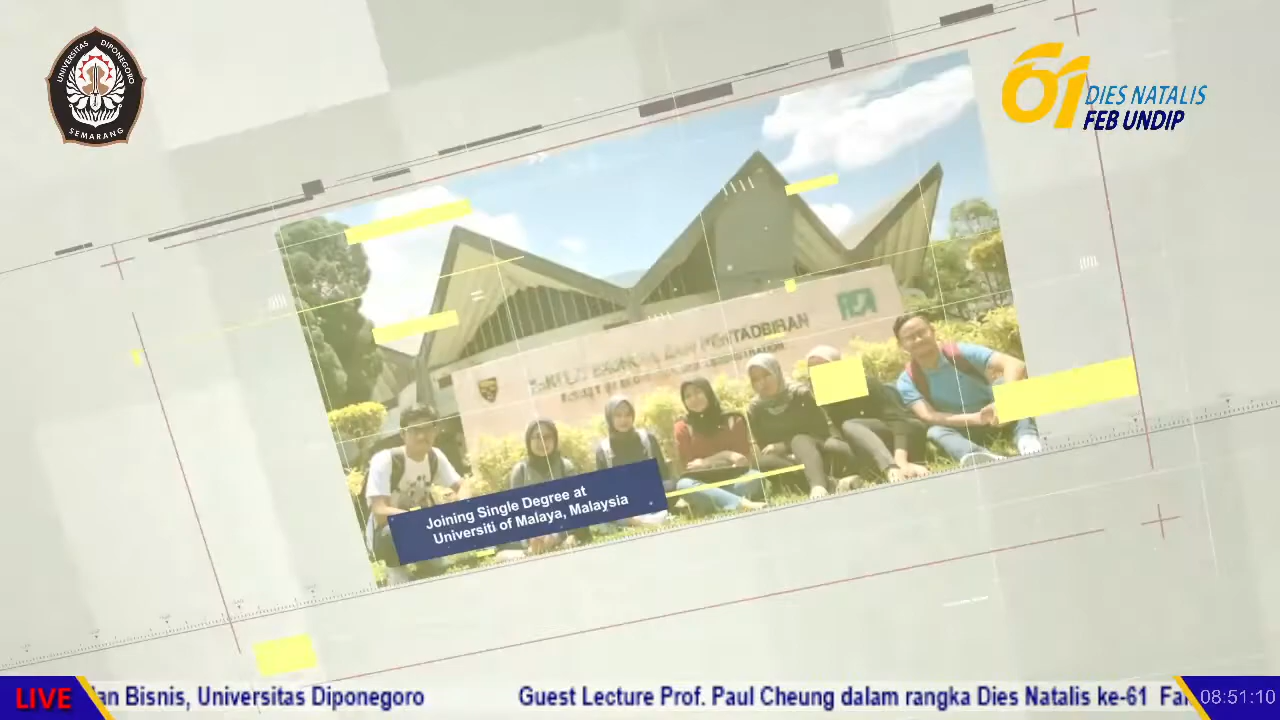 UNIVERSITAS DIPONEGORO
SEMARANG
61
DIES NATALIS
FEB UNDIP
Joining Single Degree at
Universiti of Malaya, Malaysia
LIVE
dan Bisnis, Universitas Diponegoro
Guest Lecture Prof. Paul Cheung dalam rangka Dies Natalis ke-61
08:51:10